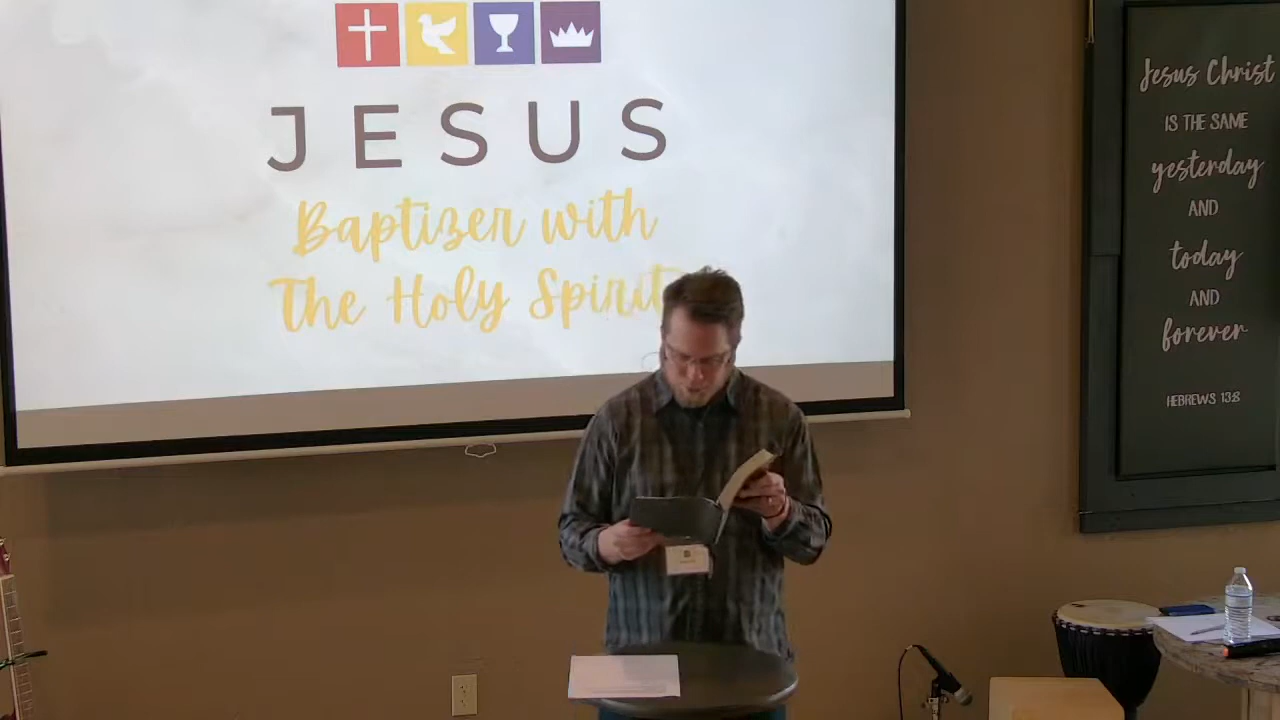 JESUS
Baptizer with
The Holy Spirit
Jesus Christ
IS THE SAME
yesterday
AND
today
AND
forever
HEBREWS 13:8